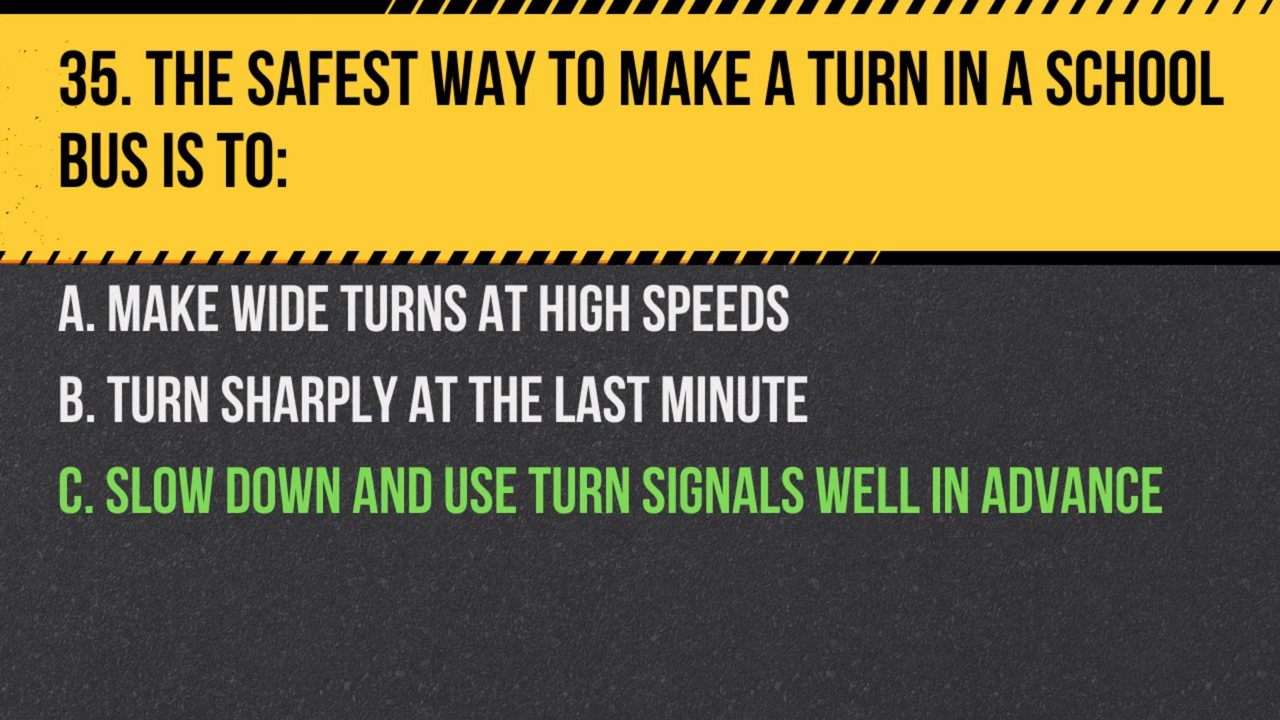 35. THE SAFEST WAY TO MAKE A TURN IN A SCHOOL
BUS IS TO:
A. MAKE WIDE TURNS AT HIGH SPEEDS
B. TURN SHARPLY AT THE LAST MINUTE
C. SLOW DOWN AND USE TURN SIGNALS WELL IN ADVANCE